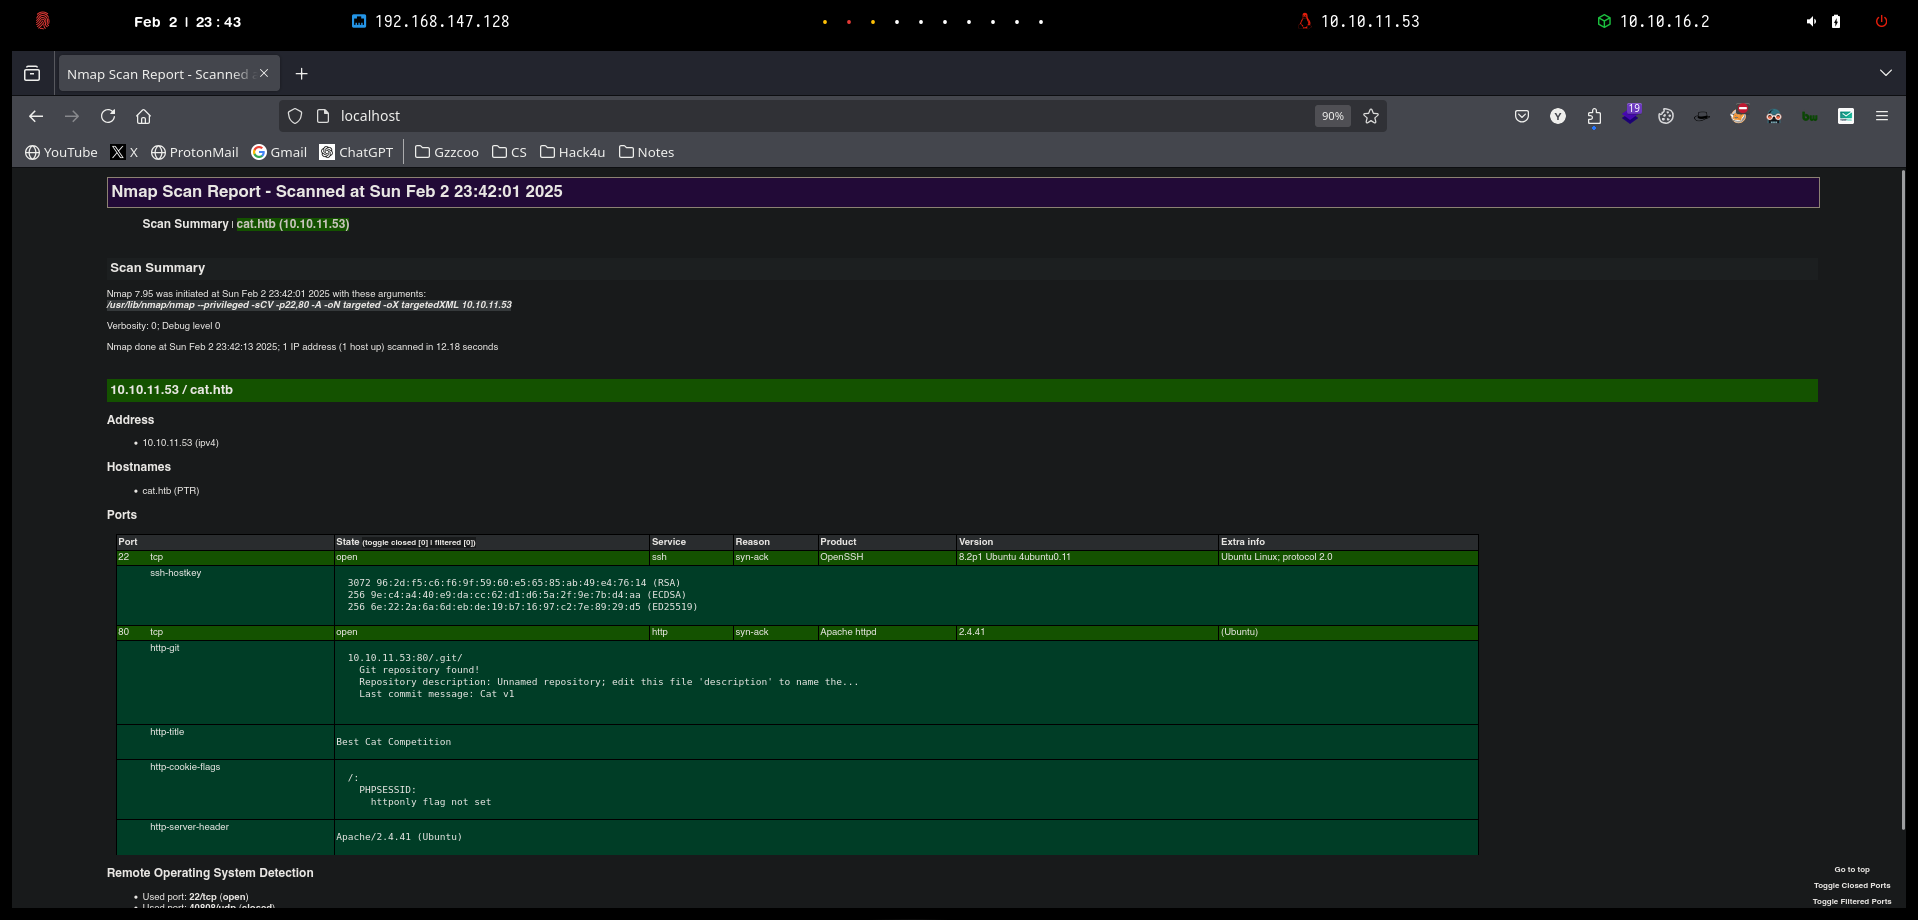 Feb 2 | 23:43 192.168.147.128 10.10.11.53 10.10.16.2
Nmap Scan Report - Scanned
localhost 90% 19
YouTube X ProtonMail Gmail ChatGPT Gzzcoo CS Hack4u Notes
Nmap Scan Report - Scanned at Sun Feb 2 23:42:01 2025
Scan Summary | cat.htb (10.10.11.53)
Scan Summary
Nmap 7.95 was initiated at Sun Feb 2 23:42:01 2025 with these arguments:
/usr/lib/nmap/nmap --privileged -sCV -p22,80 -A -oN targeted -oX targetedXML 10.10.11.53
Verbosity: 0; Debug level 0
Nmap done at Sun Feb 2 23:42:13 2025; 1 IP address (1 host up) scanned in 12.18 seconds
10.10.11.53 / cat.htb
Address
• 10.10.11.53 (ipv4)
Hostnames
• cat.htb (PTR)
Ports
Port State (toggle closed [0] | filtered [0]) Service Reason Product Version Extra info
22 tcp open ssh syn-ack OpenSSH 8.2p1 Ubuntu 4ubuntu0.11 Ubuntu Linux; protocol 2.0
ssh-hostkey
3072 96:2d:f5:c6:f6:9f:59:60:e5:65:85:ab:49:e4:76:14 (RSA)
256 9e:c4:a4:40:e9:da:cc:62:d1:d6:5a:2f:9e:7b:d4:aa (ECDSA)
256 6e:22:2a:6a:6d:eb:de:19:b7:16:97:c2:7e:89:29:d5 (ED25519)
80 tcp open http syn-ack Apache httpd 2.4.41 (Ubuntu)
http-git
10.10.11.53:80/.git/
Git repository found!
Repository description: Unnamed repository; edit this file 'description' to name the...
Last commit message: Cat v1
http-title
Best Cat Competition
http-cookie-flags
/:
PHPSESSID:
httponly flag not set
http-server-header
Apache/2.4.41 (Ubuntu)
Remote Operating System Detection
• Used port: 22/tcp (open)
• Used port: 40808/udp (closed)
Go to top
Toggle Closed Ports
Toggle Filtered Ports